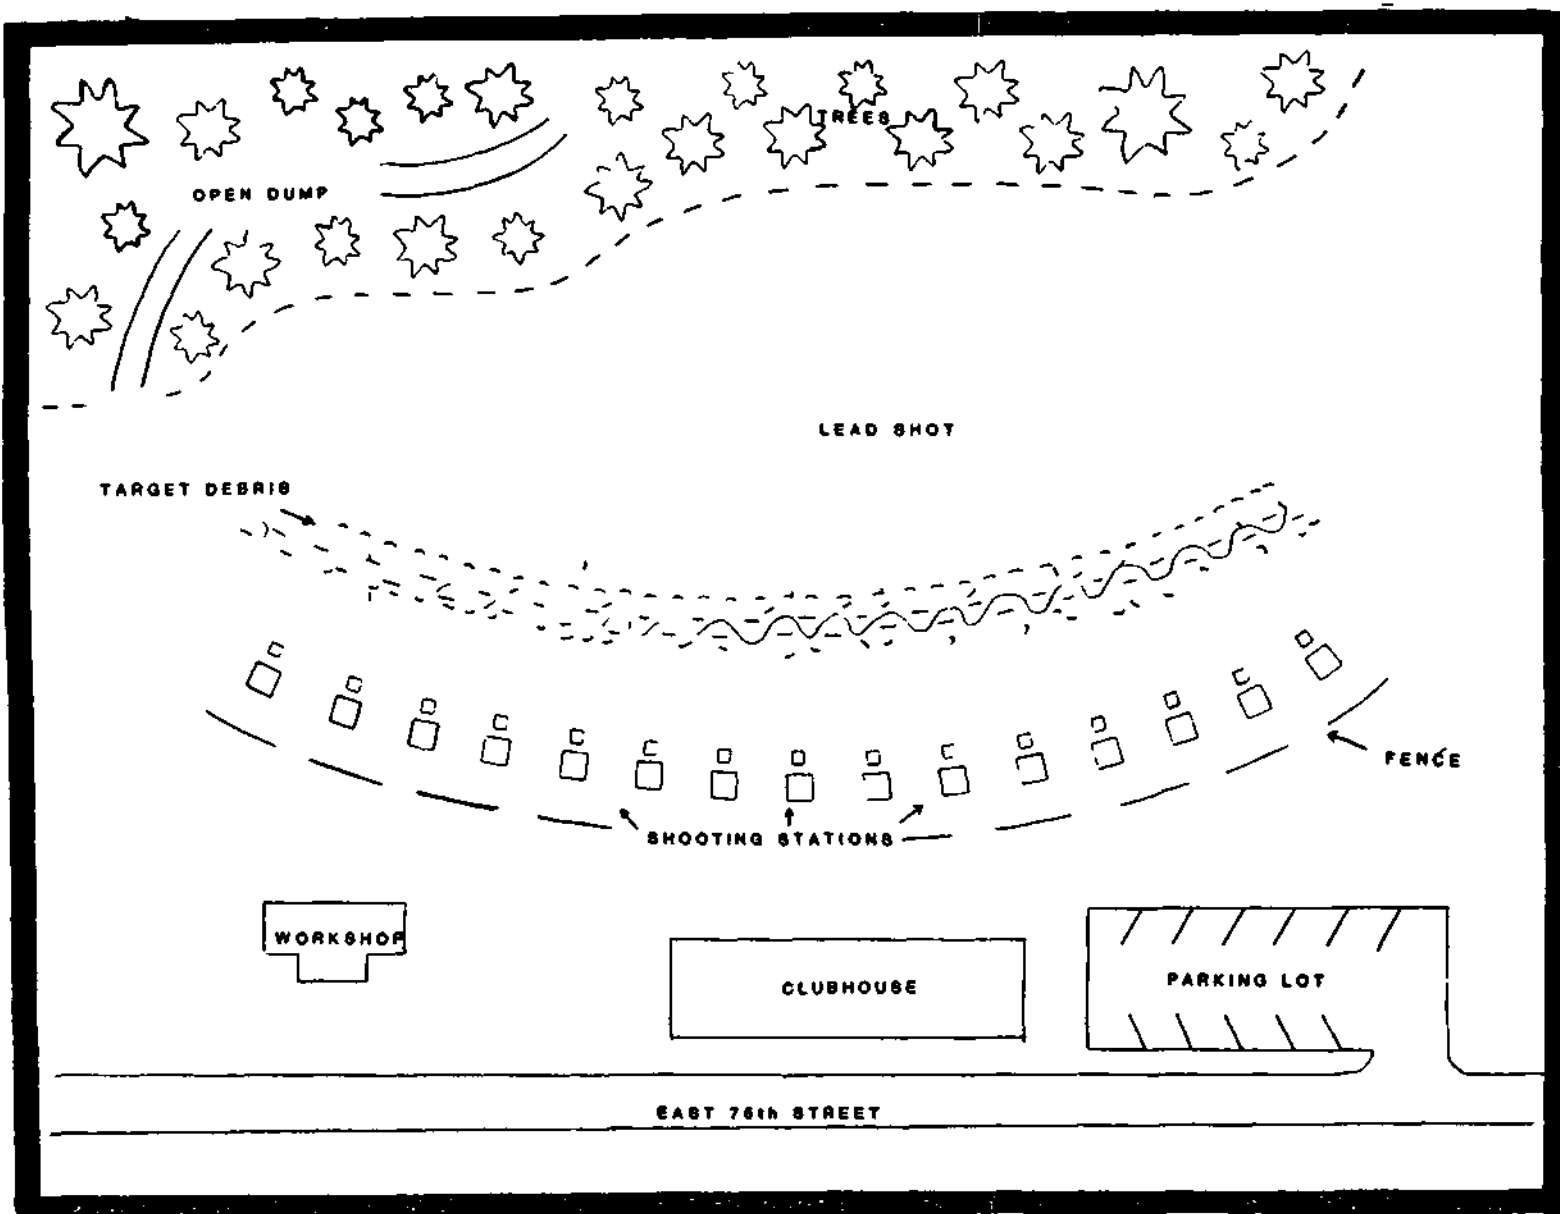 TREES
OPEN DUMP
LEAD SHOT
TARGET DEBRIS
FENCE
SHOOTING STATIONS
WORKSHOP
CLUBHOUSE
PARKING LOT
EAST 76th STREET